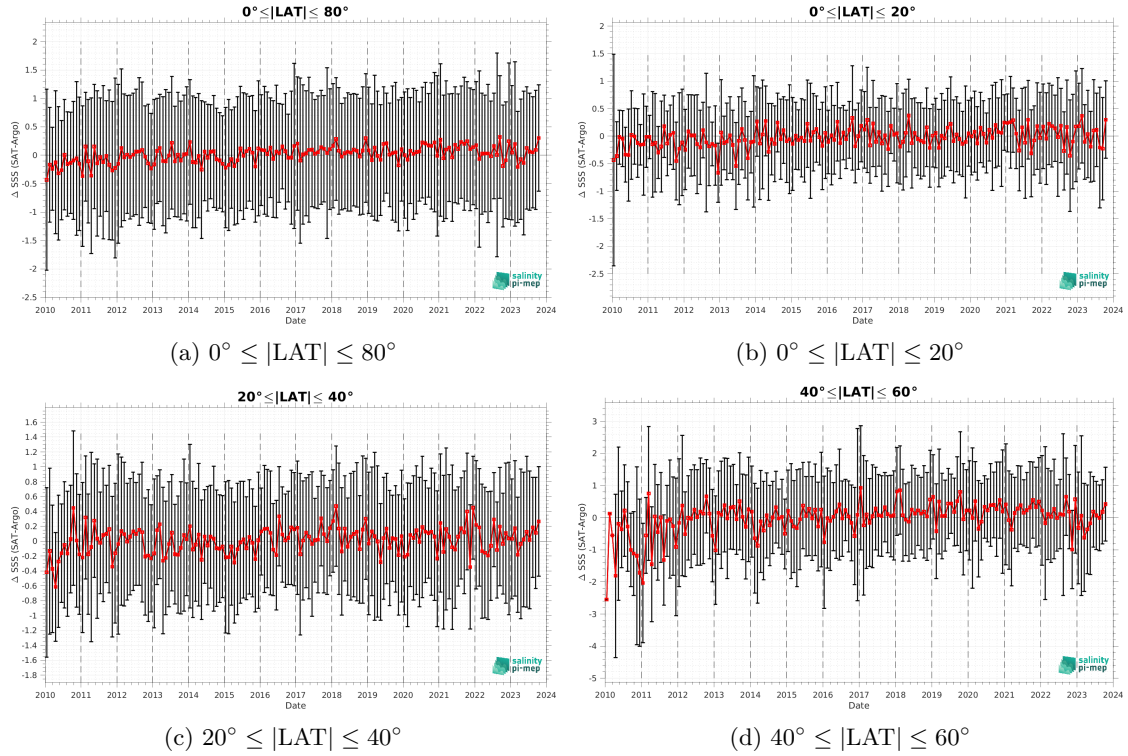 0°≤|LAT|≤ 80°
2
1.5
1
0.5
0
-0.5
-1
-1.5
-2
-2.5
Δ SSS (SAT-Argo)
2010 2011 2012 2013 2014 2015 2016 2017 2018 2019 2020 2021 2022 2023 2024
Date
salinity
pi-mep
(a) 0° ≤ |LAT| ≤ 80°
0°≤|LAT|≤ 20°
2
1.5
1
0.5
0
-0.5
-1
-1.5
-2
-2.5
Δ SSS (SAT-Argo)
2010 2011 2012 2013 2014 2015 2016 2017 2018 2019 2020 2021 2022 2023 2024
Date
salinity
pi-mep
(b) 0° ≤ |LAT| ≤ 20°
20°≤|LAT|≤ 40°
1.6
1.4
1.2
1
0.8
0.6
0.4
0.2
0
-0.2
-0.4
-0.6
-0.8
-1
-1.2
-1.4
-1.6
-1.8
Δ SSS (SAT-Argo)
2010 2011 2012 2013 2014 2015 2016 2017 2018 2019 2020 2021 2022 2023 2024
Date
salinity
pi-mep
(c) 20° ≤ |LAT| ≤ 40°
40°≤|LAT|≤ 60°
3
2
1
0
-1
-2
-3
-4
-5
Δ SSS (SAT-Argo)
2010 2011 2012 2013 2014 2015 2016 2017 2018 2019 2020 2021 2022 2023 2024
Date
salinity
pi-mep
(d) 40° ≤ |LAT| ≤ 60°